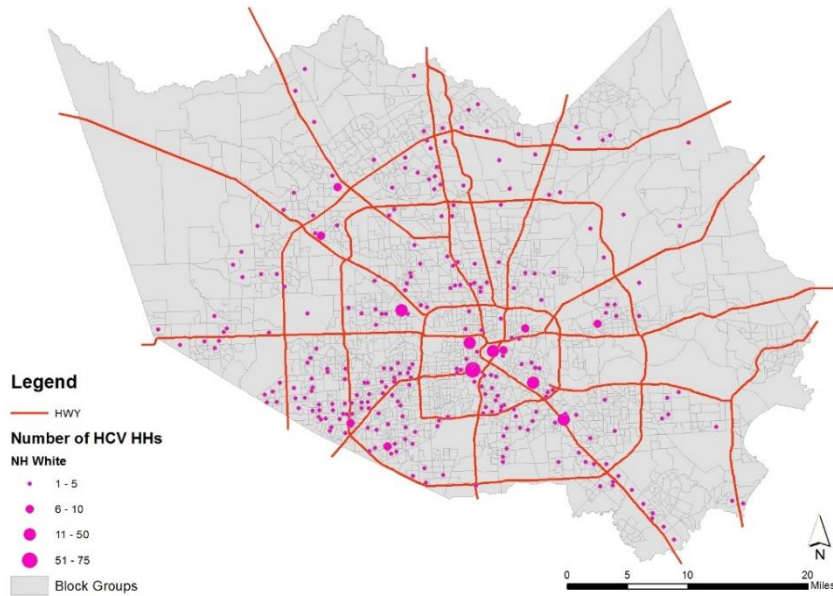 Legend
HWY
Number of HCV HHs
NH White
1 - 5
6 - 10
11 - 50
51 - 75
Block Groups
N
0 5 10 20
Miles